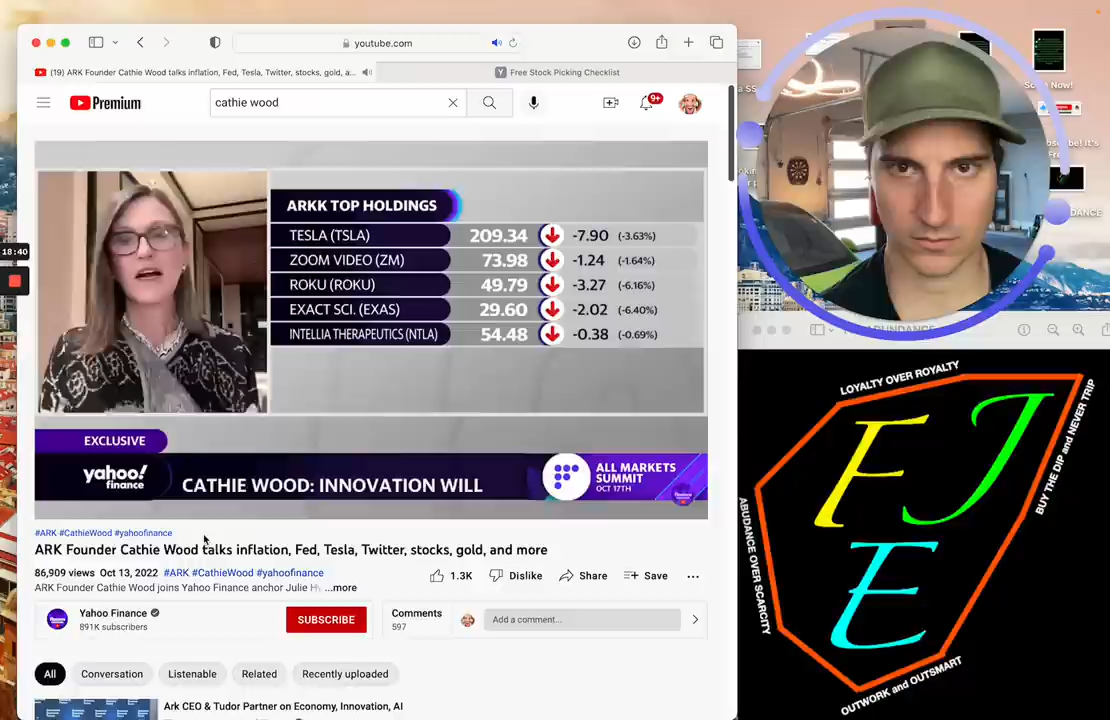 youtube.com
(19) ARK Founder Cathie Wood talks inflation, Fed, Tesla, Twitter, stocks, gold, a...
Free Stock Picking Checklist
Premium
cathie wood
9+
ARKK TOP HOLDINGS
TESLA (TSLA) 209.34 -7.90 (-3.63%)
ZOOM VIDEO (ZM) 73.98 -1.24 (-1.64%)
ROKU (ROKU) 49.79 -3.27 (-6.16%)
EXACT SCI. (EXAS) 29.60 -2.02 (-6.40%)
INTELLIA THERAPEUTICS (NTLA) 54.48 -0.38 (-0.69%)
18:40
EXCLUSIVE
yahoo!
finance
CATHIE WOOD: INNOVATION WILL
ALL MARKETS
SUMMIT
OCT 17TH
#ARK #CathieWood #yahoofinance
ARK Founder Cathie Wood talks inflation, Fed, Tesla, Twitter, stocks, gold, and more
86,909 views Oct 13, 2022 #ARK #CathieWood #yahoofinance
1.3K Dislike Share Save
ARK Founder Cathie Wood joins Yahoo Finance anchor Julie ...more
Yahoo Finance
891K subscribers
SUBSCRIBE
Comments
597
Add a comment...
All Conversation Listenable Related Recently uploaded
Ark CEO & Tudor Partner on Economy, Innovation, AI
DANCE
LOYALTY OVER ROYALTY
BUY THE DIP and NEVER TRIP
ABUDANCE OVER SCARCITY
OUTWORK and OUTSMART
F J
E